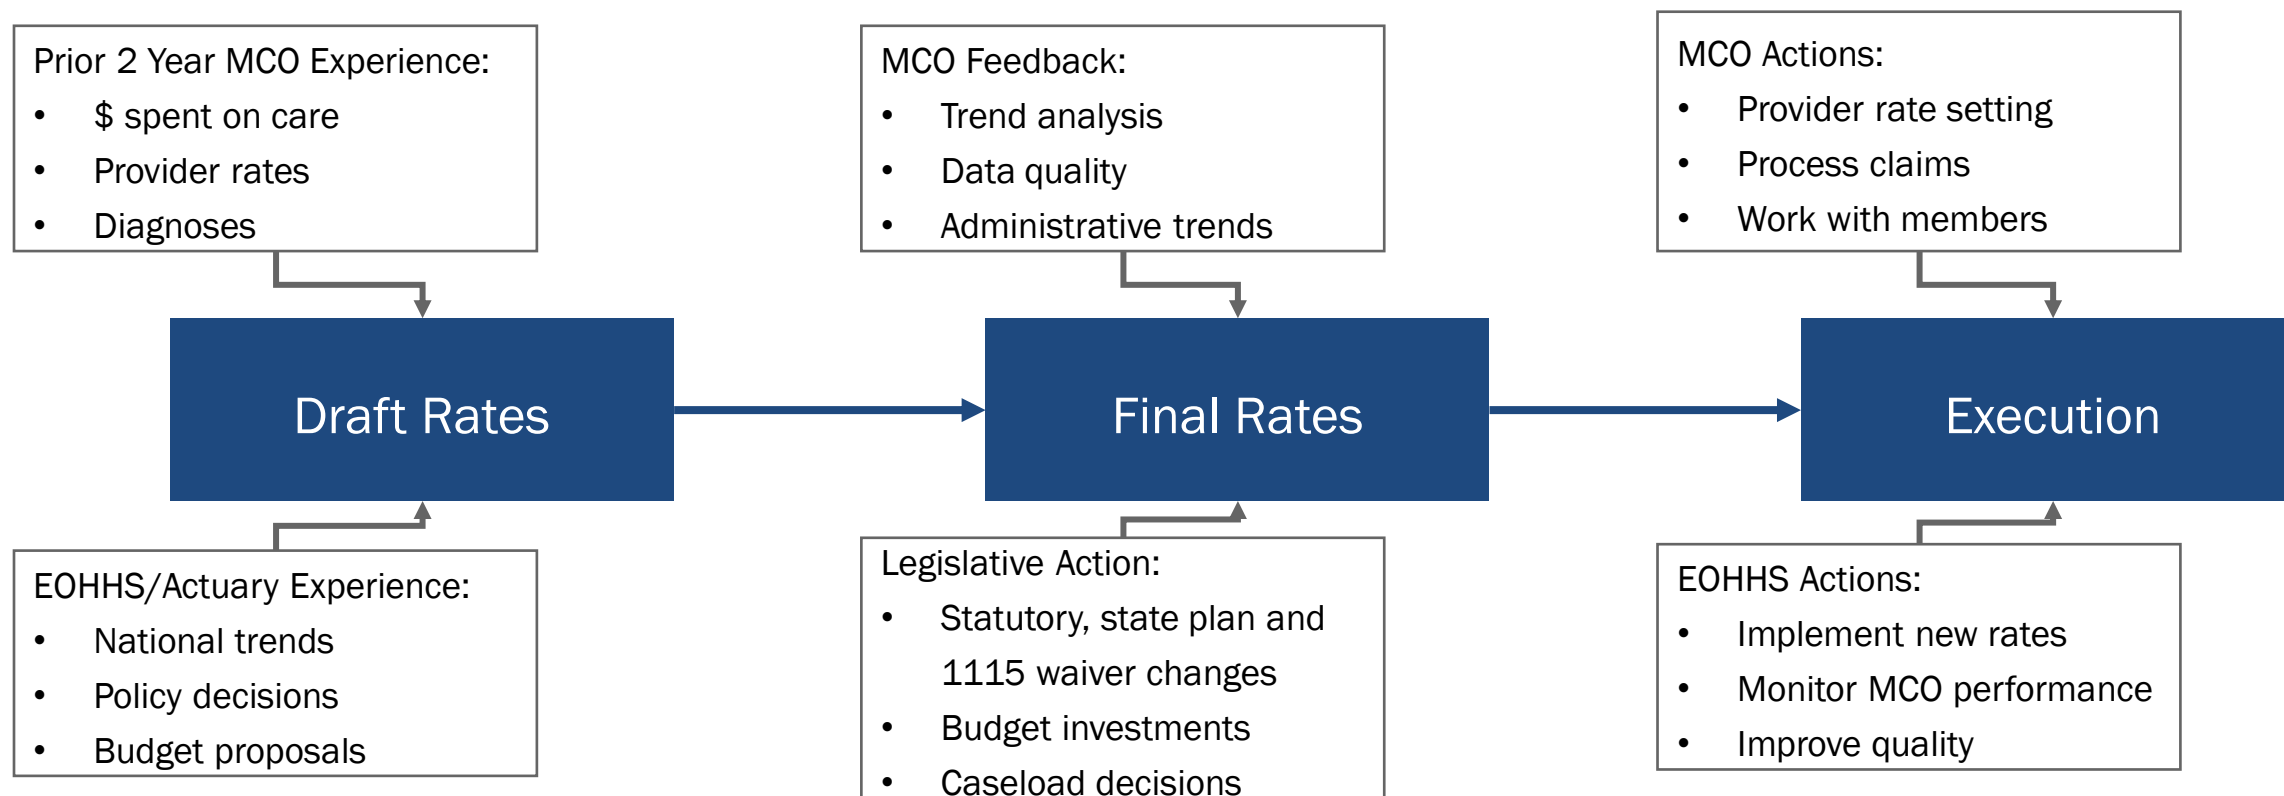 Prior 2 Year MCO Experience:
• $ spent on care
• Provider rates
• Diagnoses
MCO Feedback:
• Trend analysis
• Data quality
• Administrative trends
MCO Actions:
• Provider rate setting
• Process claims
• Work with members
Draft Rates
Final Rates
Execution
EOHHS/Actuary Experience:
• National trends
• Policy decisions
• Budget proposals
Legislative Action:
• Statutory, state plan and
1115 waiver changes
• Budget investments
• Caseload decisions
EOHHS Actions:
• Implement new rates
• Monitor MCO performance
• Improve quality